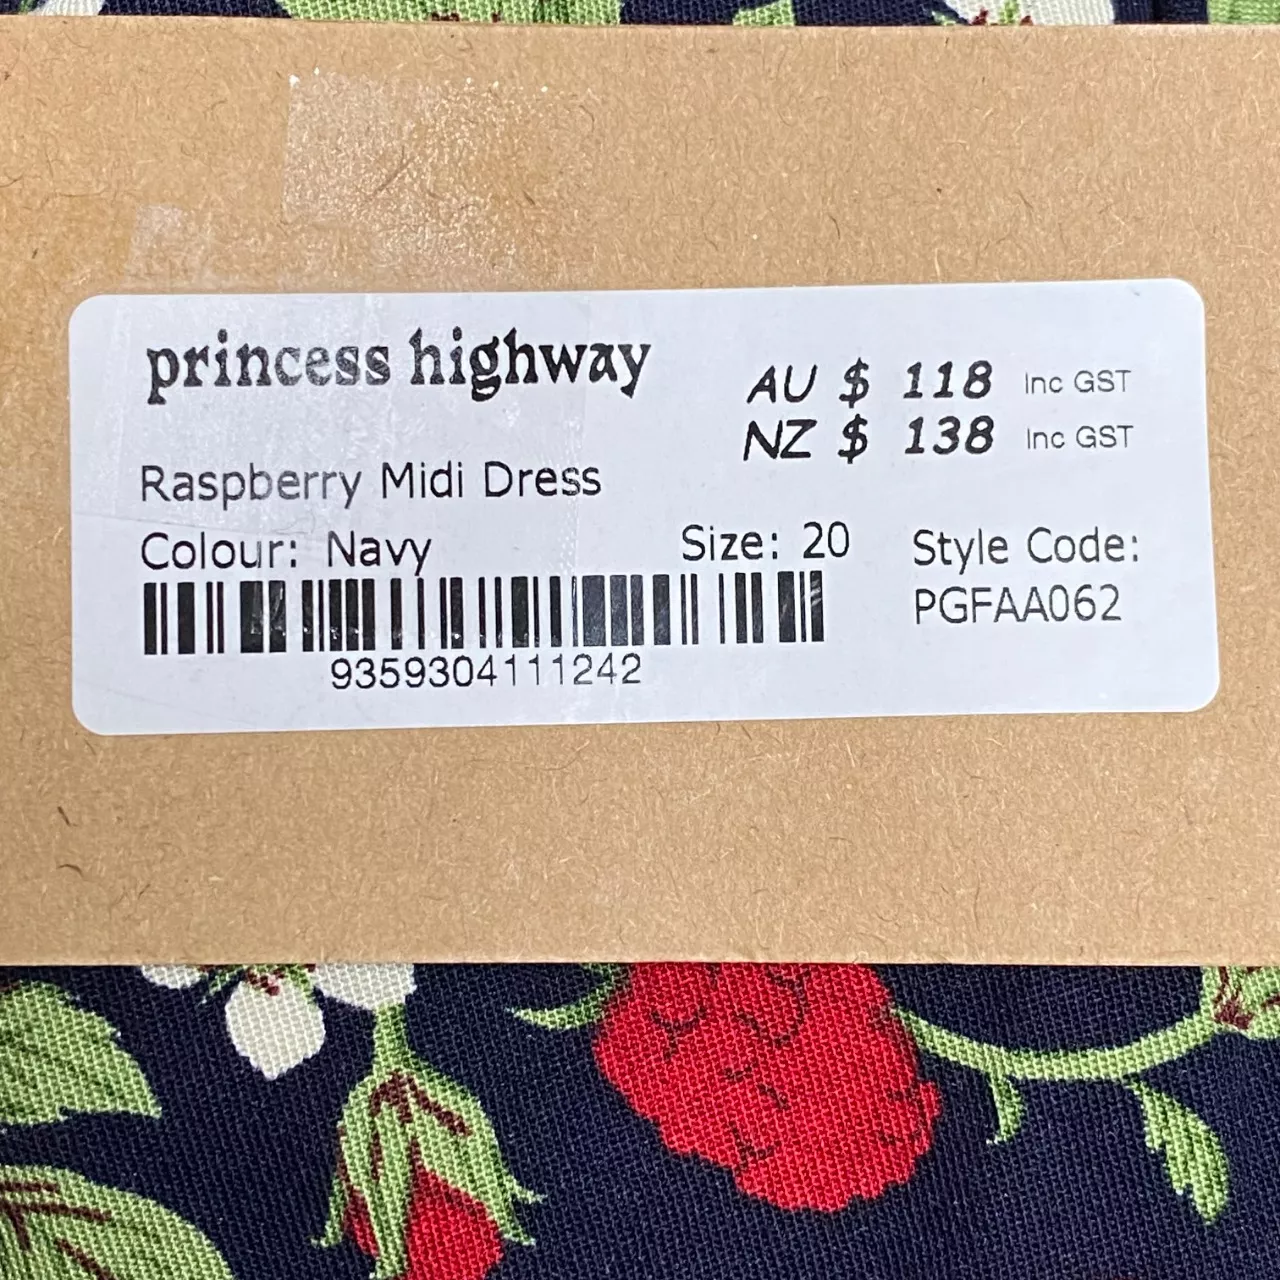 princess highway
AU $ 118 Inc GST
NZ $ 138 Inc GST
Raspberry Midi Dress
Colour: Navy
Size: 20
Style Code:
PGFAA062
9359304111242